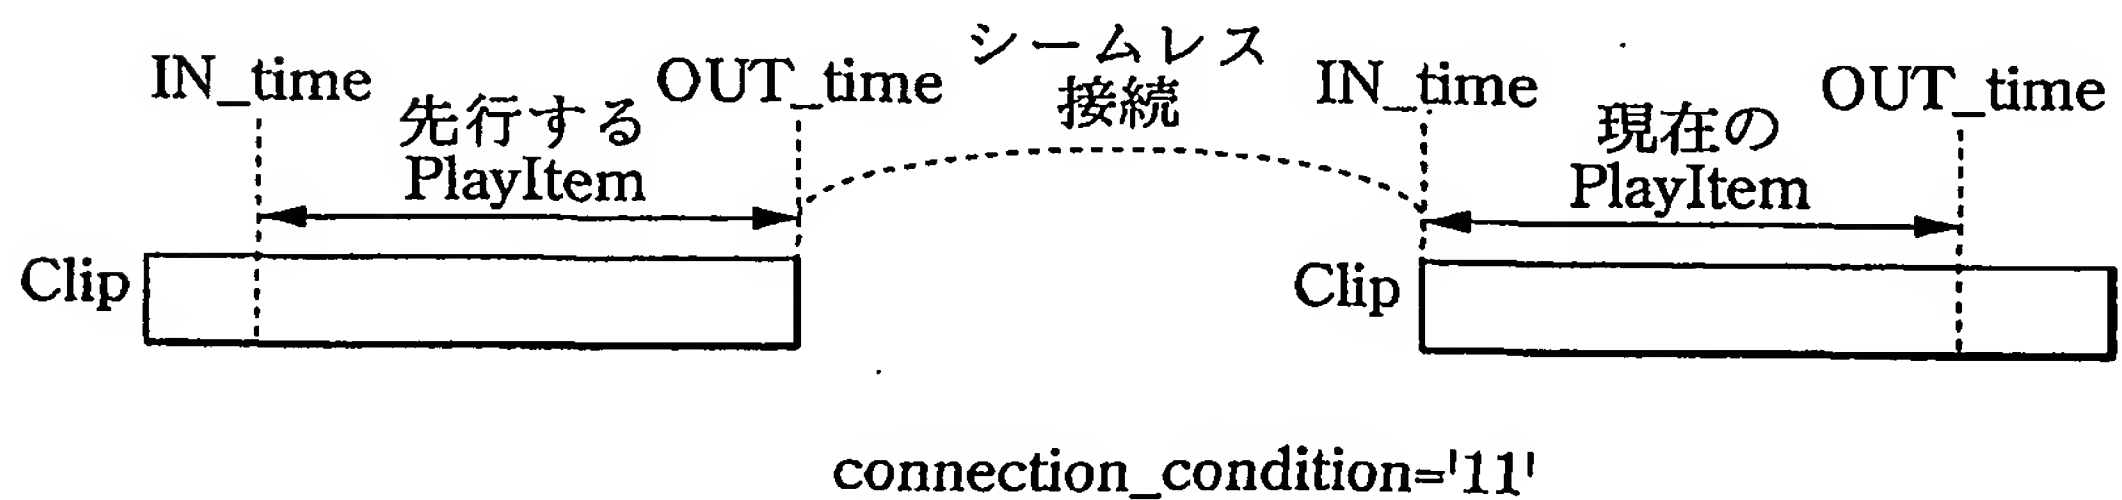 シームレス
接続
IN_time
OUT_time
IN_time
OUT_time
先行する
PlayItem
現在の
PlayItem
Clip
Clip
connection_condition='11'